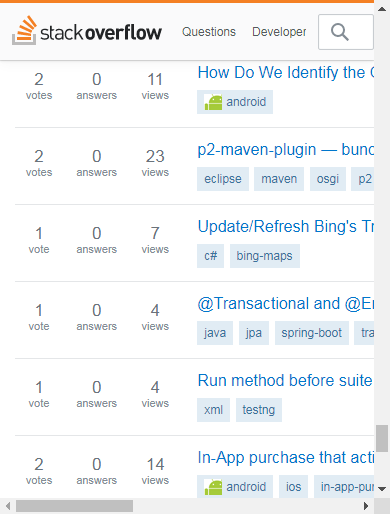 stackoverflow Questions Developer
2 0 11 How Do We Identify the
votes answers views android
2 0 23 p2-maven-plugin — bund
votes answers views eclipse maven osgi p2
1 0 7 Update/Refresh Bing's Tr
vote answers views c# bing-maps
1 0 4 @Transactional and @En
vote answers views java jpa spring-boot tra
1 0 4 Run method before suite
vote answers views xml testng
2 0 14 In-App purchase that acti
votes answers views android ios in-app-pur